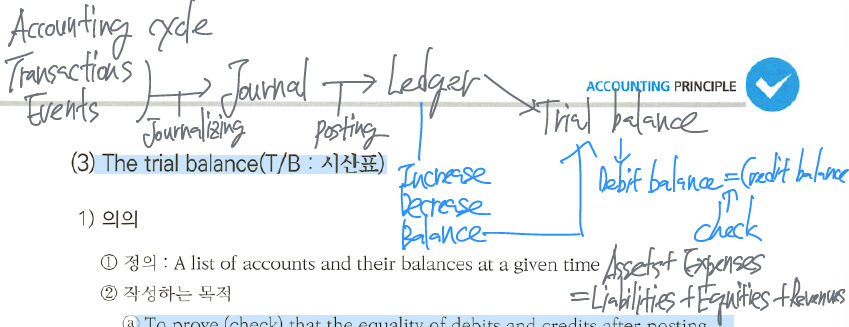 Accounting cycle
Transactions
Events
Journalizing
Journal
Posting
Ledger
ACCOUNTING PRINCIPLE
Trial balance
(3) The trial balance(T/B : 시산표)
Increase
Decrease
Balance
Debit balance = Credit balance
check
1) 의의
① 정의 : A list of accounts and their balances at a given time
Assets + Expenses
= Liabilities + Equities + Revenues
② 작성하는 목적
ⓐ To prove (check) that the equality of debits and credits after posting